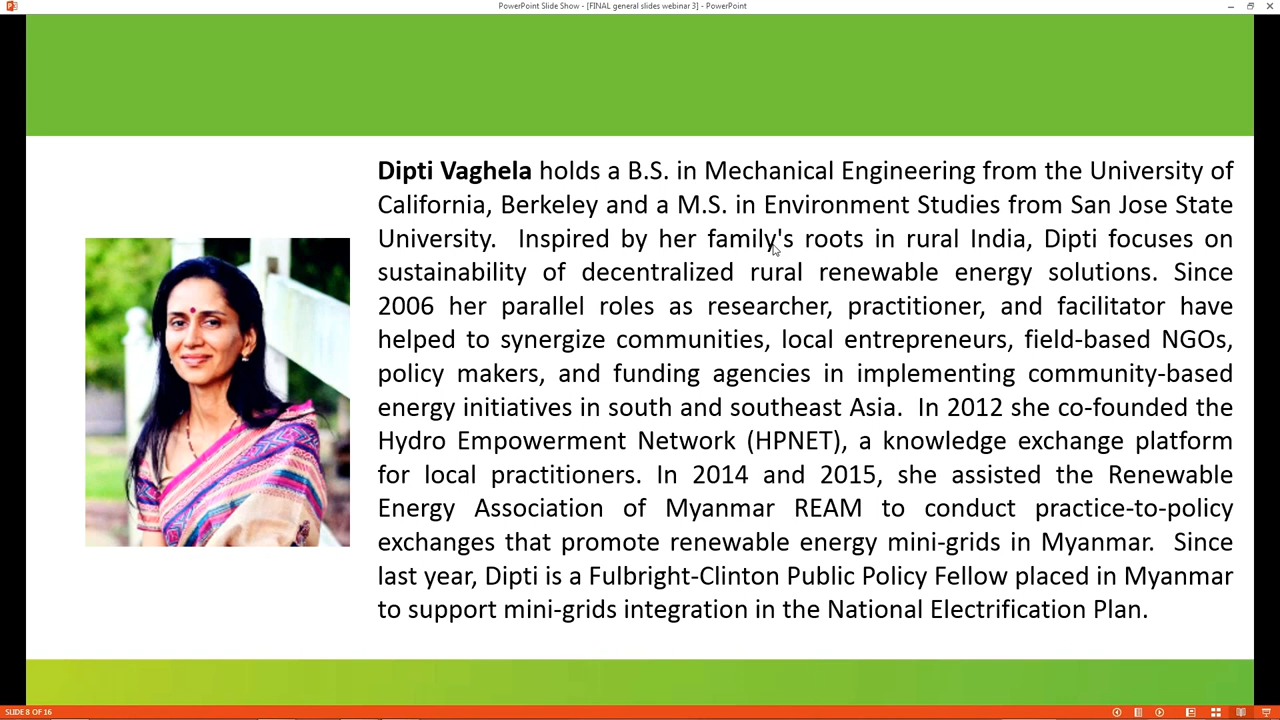 PowerPoint Slide Show - [FINAL general slides webinar 3] - PowerPoint
Dipti Vaghela holds a B.S. in Mechanical Engineering from the University of
California, Berkeley and a M.S. in Environment Studies from San Jose State
University. Inspired by her family's roots in rural India, Dipti focuses on
sustainability of decentralized rural renewable energy solutions. Since
2006 her parallel roles as researcher, practitioner, and facilitator have
helped to synergize communities, local entrepreneurs, field-based NGOs,
policy makers, and funding agencies in implementing community-based
energy initiatives in south and southeast Asia. In 2012 she co-founded the
Hydro Empowerment Network (HPNET), a knowledge exchange platform
for local practitioners. In 2014 and 2015, she assisted the Renewable
Energy Association of Myanmar REAM to conduct practice-to-policy
exchanges that promote renewable energy mini-grids in Myanmar. Since
last year, Dipti is a Fulbright-Clinton Public Policy Fellow placed in Myanmar
to support mini-grids integration in the National Electrification Plan.
SLIDE 8 OF 16